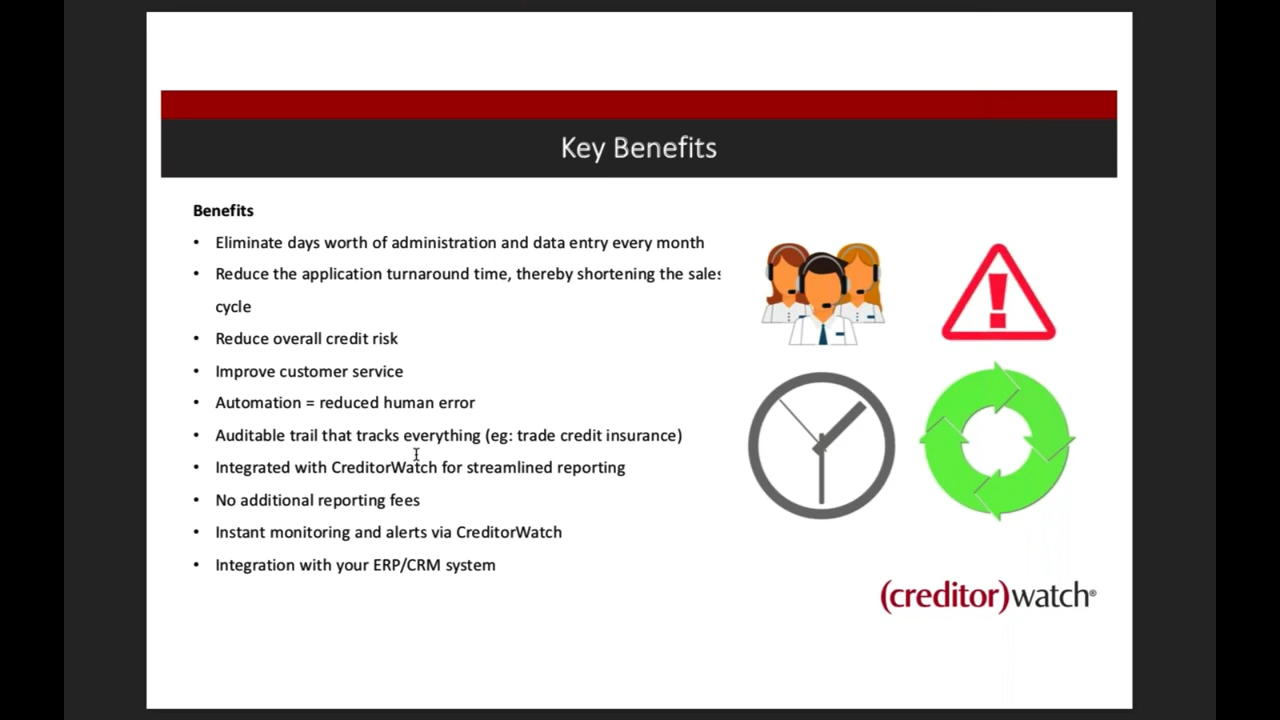 Key Benefits
Benefits
• Eliminate days worth of administration and data entry every month
• Reduce the application turnaround time, thereby shortening the sales
cycle
• Reduce overall credit risk
• Improve customer service
• Automation = reduced human error
• Auditable trail that tracks everything (eg: trade credit insurance)
• Integrated with CreditorWatch for streamlined reporting
• No additional reporting fees
• Instant monitoring and alerts via CreditorWatch
• Integration with your ERP/CRM system
(creditor)watch®